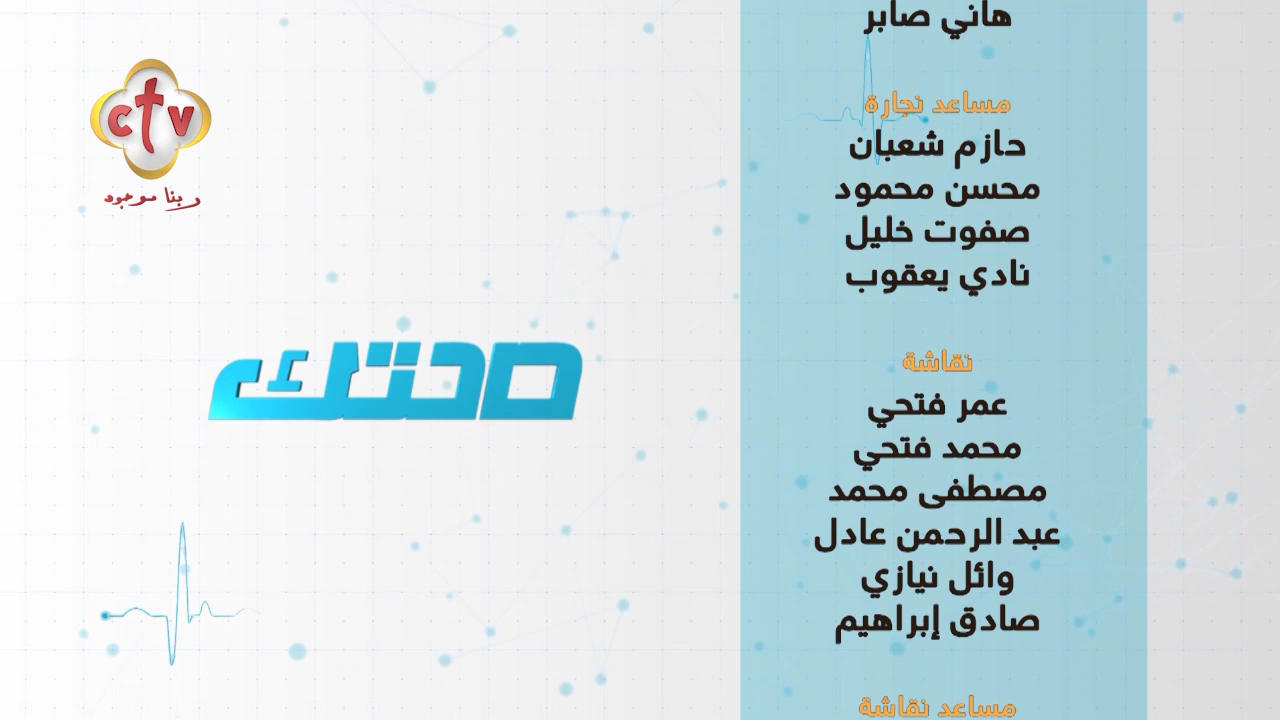 هاني صابر
مساعد نجارة
حازم شعبان
محسن محمود
صفوت خليل
نادي يعقوب
نقاشة
عمر فتحي
محمد فتحي
مصطفى محمد
عبد الرحمن عادل
وائل نيازي
صادق إبراهيم
مساعد نقاشة
ctv
ربنا موجود
صحتك